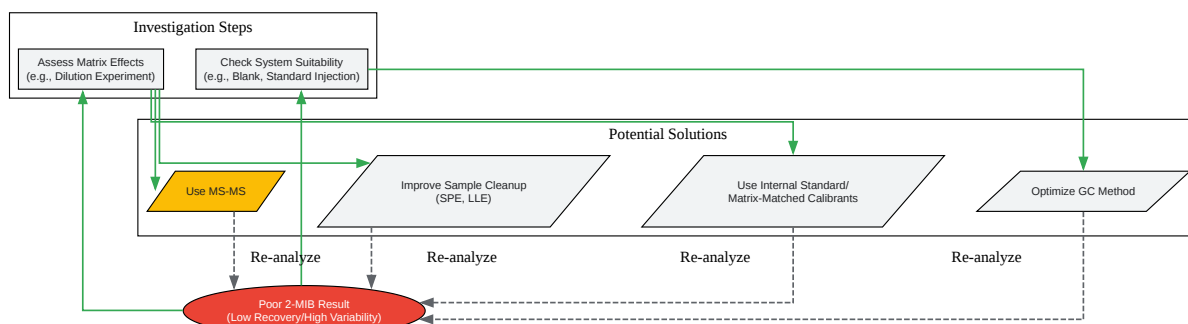 Investigation Steps
Assess Matrix Effects
(e.g., Dilution Experiment)
Check System Suitability
(e.g., Blank, Standard Injection)
Potential Solutions
Use MS-MS
Improve Sample Cleanup
(SPE, LLE)
Use Internal Standard/
Matrix-Matched Calibrants
Optimize GC Method
Re-analyze
Re-analyze
Re-analyze
Re-analyze
Poor 2-MIB Result
(Low Recovery/High Variability)